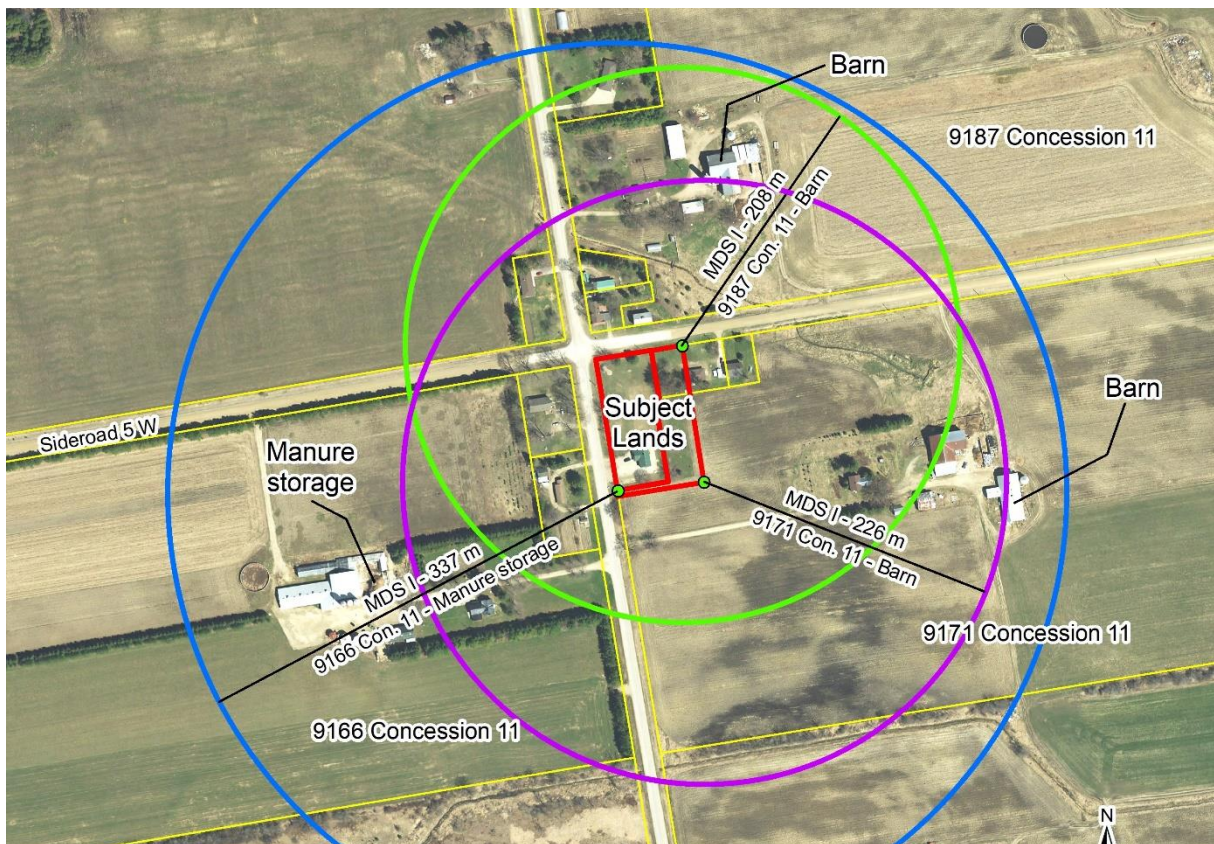 Barn
9187 Concession 11
MDS I - 208 m
9187 Con. 11 - Barn
Barn
Subject
Lands
Sideroad 5 W
Manure
storage
MDS I - 226 m
9171 Con. 11 - Barn
MDS I - 337 m
9166 Con. 11 - Manure storage
9171 Concession 11
9166 Concession 11
N